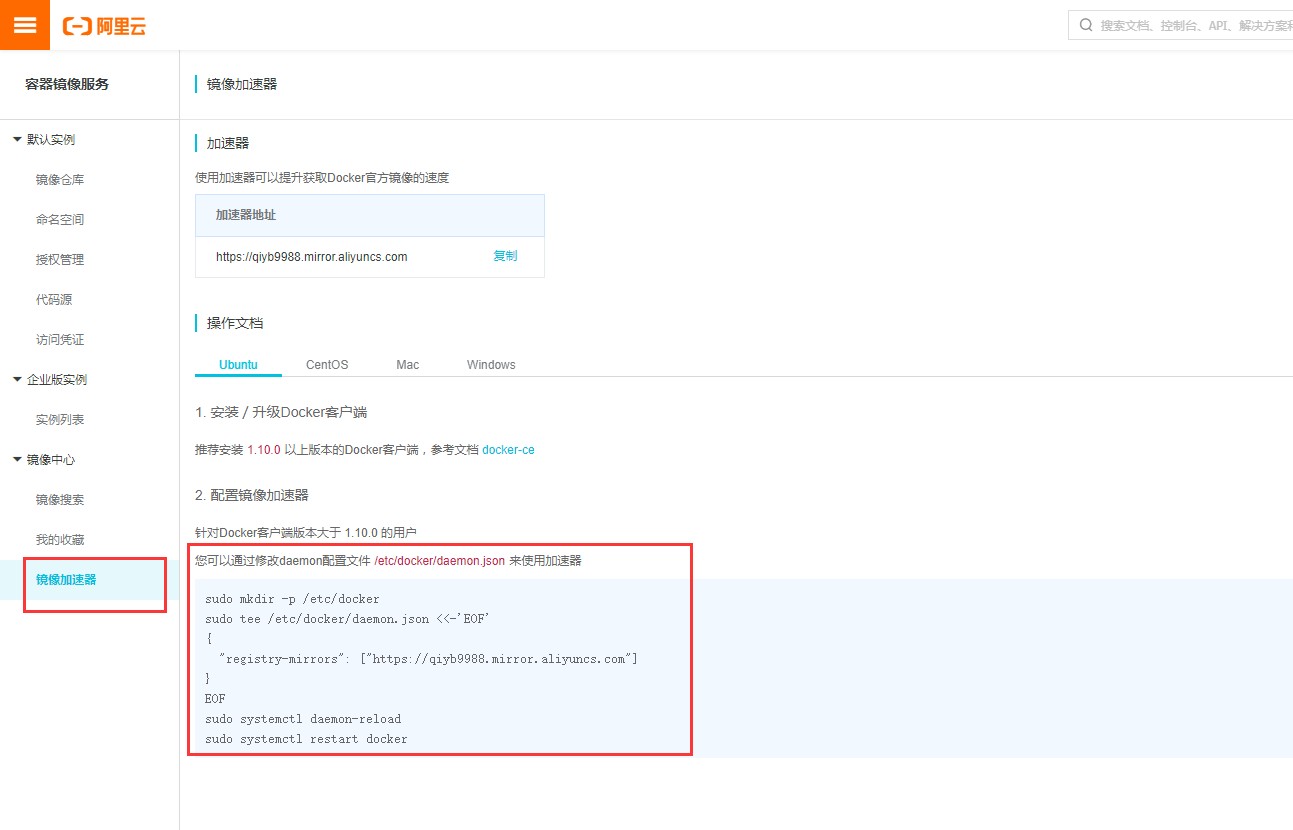 阿里云
搜索文档、控制台、API、解决方案和
容器镜像服务
默认实例
镜像仓库
命名空间
授权管理
代码源
访问凭证
企业版实例
实例列表
镜像中心
镜像搜索
我的收藏
镜像加速器
镜像加速器
加速器
使用加速器可以提升获取Docker官方镜像的速度
加速器地址
https://qiyb9988.mirror.aliyuncs.com 复制
操作文档
Ubuntu CentOS Mac Windows
1. 安装 / 升级Docker客户端
推荐安装 1.10.0 以上版本的Docker客户端，参考文档 docker-ce
2. 配置镜像加速器
针对Docker客户端版本大于 1.10.0 的用户
您可以通过修改daemon配置文件 /etc/docker/daemon.json 来使用加速器
sudo mkdir -p /etc/docker
sudo tee /etc/docker/daemon.json <<-'EOF'
{
  "registry-mirrors": ["https://qiyb9988.mirror.aliyuncs.com"]
}
EOF
sudo systemctl daemon-reload
sudo systemctl restart docker